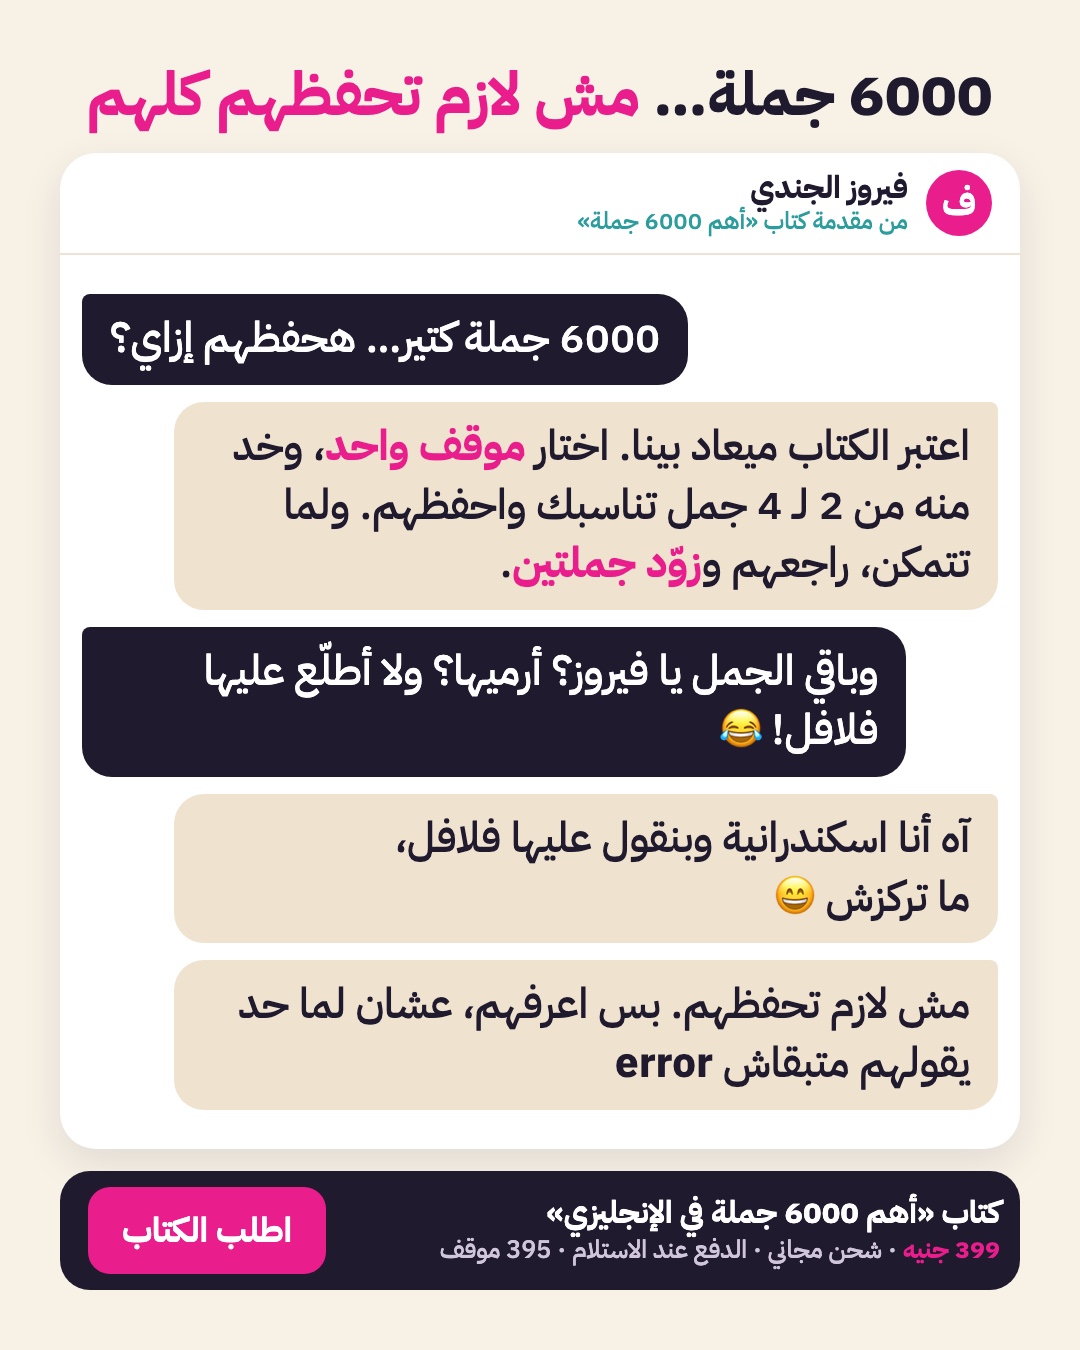 6000 جملة... مش لازم تحفظهم كلهم
ف
فيروز الجندي
من مقدمة كتاب «أهم 6000 جملة»
6000 جملة كتير... هحفظهم إزاي؟
اعتبر الكتاب ميعاد بينا. اختار موقف واحد، وخد
منه من 2 لـ 4 جمل تناسبك واحفظهم. ولما
تتمكن، راجعهم وزوّد جملتين.
وباقي الجمل يا فيروز؟ أرميها؟ ولا أطلّع عليها
فلافل! 😂
آه أنا اسكندرانية وبنقول عليها فلافل،
ما تركزش 😄
مش لازم تحفظهم. بس اعرفهم، عشان لما حد
يقولهم متبقاش error
كتاب «أهم 6000 جملة في الإنجليزي»
399 جنيه · شحن مجاني · الدفع عند الاستلام · 395 موقف
اطلب الكتاب